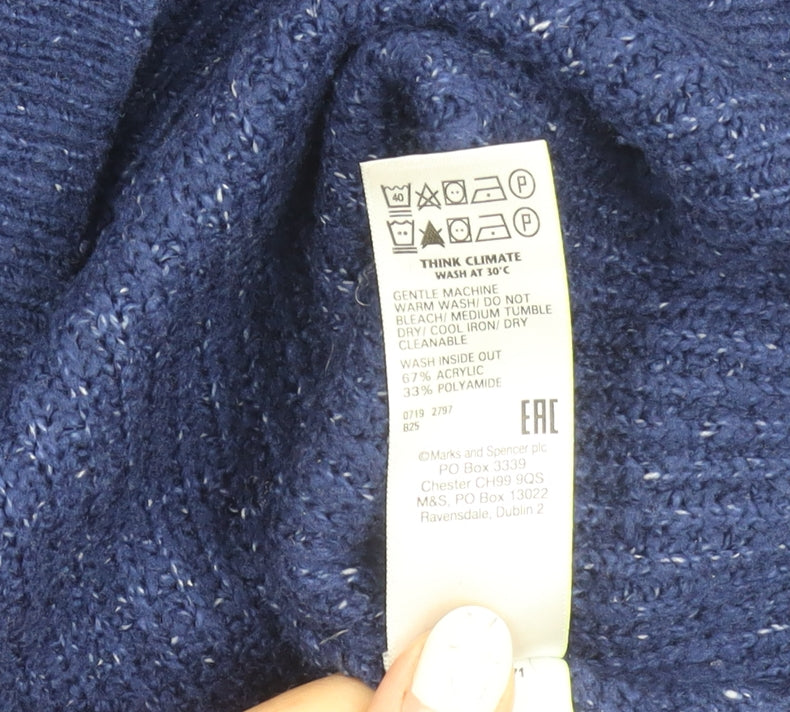 40 P
P
THINK CLIMATE
WASH AT 30°C
GENTLE MACHINE
WARM WASH/ DO NOT
BLEACH/ MEDIUM TUMBLE
DRY/ COOL IRON/ DRY
CLEANABLE
WASH INSIDE OUT
67% ACRYLIC
33% POLYAMIDE
0719 2797
825 EAC
©Marks and Spencer plc
PO Box 3339
Chester CH99 9QS
M&S, PO Box 13022
Ravensdale, Dublin 2